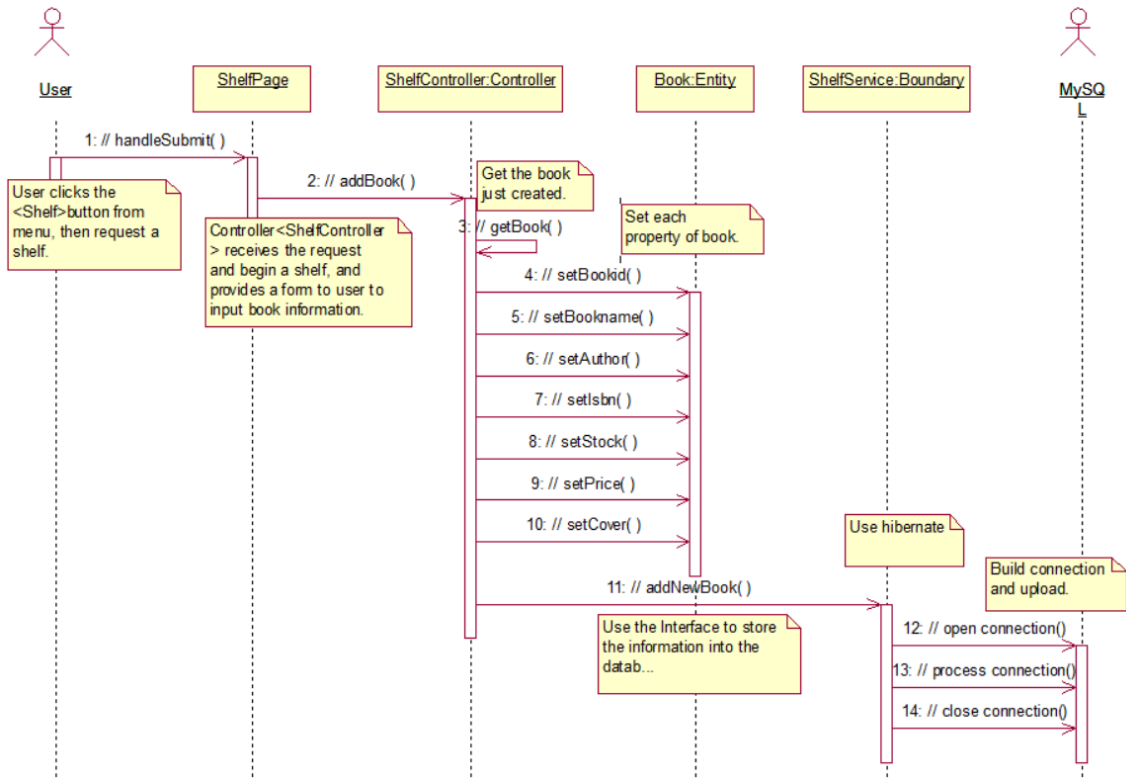 User
ShelfPage
ShelfController:Controller
Book:Entity
ShelfService:Boundary
MySQ
L
1: // handleSubmit( )
User clicks the
<Shelf>button from
menu, then request a
shelf.
2: // addBook( )
Controller<ShelfController
> receives the request
and begin a shelf, and
provides a form to user to
input book information.
Get the book
just created.
3: // getBook( )
Set each
property of book.
4: // setBookid( )
5: // setBookname( )
6: // setAuthor( )
7: // setIsbn( )
8: // setStock( )
9: // setPrice( )
10: // setCover( )
Use hibernate
Build connection
and upload.
11: // addNewBook( )
Use the Interface to store
the information into the
datab...
12: // open connection()
13: // process connection()
14: // close connection()